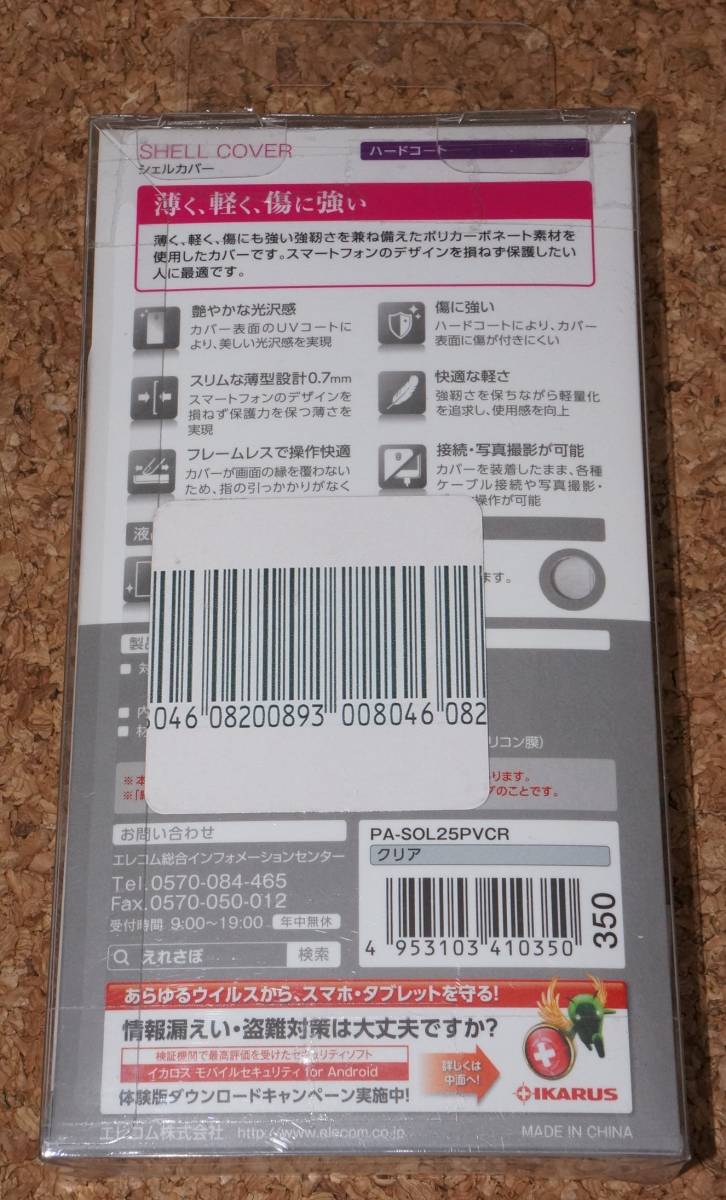 SHELL COVER
シェルカバー
ハードコート
薄く、軽く、傷に強い
薄く、軽く、傷にも強い強靭さを兼ね備えたポリカーボネート素材を
使用したカバーです。スマートフォンのデザインを損ねず保護したい
人に最適です。
艶やかな光沢感
カバー表面のUVコートに
より、美しい光沢感を実現
傷に強い
ハードコートにより、カバー
表面に傷が付きにくい
スリムな薄型設計0.7mm
スマートフォンのデザインを
損ねず保護力を保つ薄さを
実現
快適な軽さ
強靭さを保ちながら軽量化
を追求し、使用感を向上
フレームレスで操作快適
カバーが画面の縁を覆わない
ため、指の引っかかりがなく
接続・写真撮影が可能
カバーを装着したまま、各種
ケーブル接続や写真撮影・
操作が可能
液
ます。
製
対
内
材
リコン膜)
※本
ります。
※「
グのことです。
046 08200893 008046 082
お問い合わせ
エレコム総合インフォメーションセンター
Tel.0570-084-465
Fax.0570-050-012
受付時間 9:00～19:00 年中無休
えれさぽ 検索
PA-SOL25PVCR
クリア
4 953103 410350
350
あらゆるウイルスから、スマホ・タブレットを守る!
情報漏えい・盗難対策は大丈夫ですか?
検証機関で最高評価を受けたセキュリティソフト
イカロス モバイルセキュリティ for Android
体験版ダウンロードキャンペーン実施中!
詳しくは
中面へ!
IKARUS
エレコム株式会社 http://www.elecom.co.jp
MADE IN CHINA